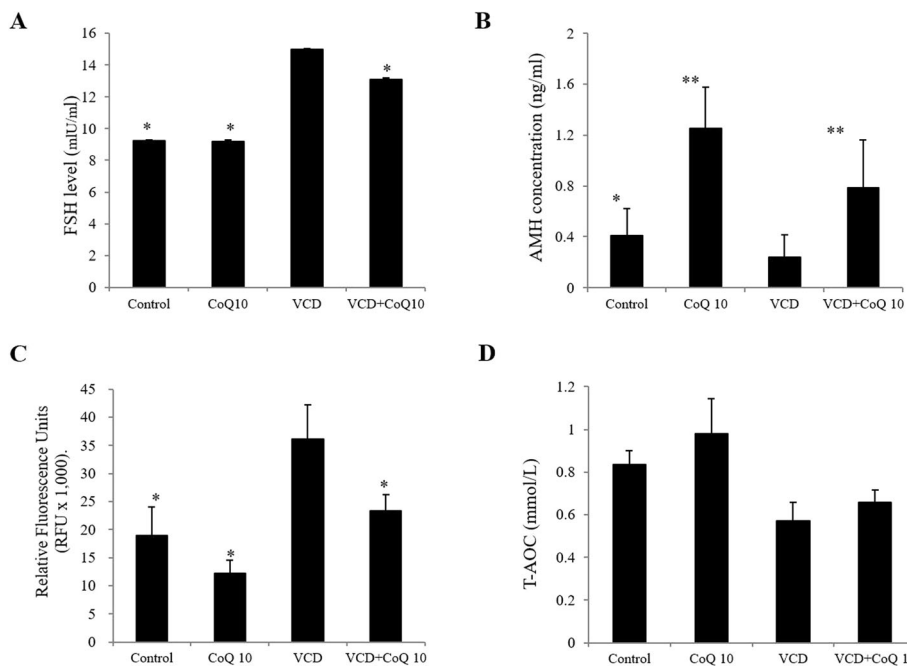 A
FSH level (mlU/ml)
16
14
12
10
8
6
4
2
0
*
*
*
Control
CoQ10
VCD
VCD+CoQ10
B
AMH concentration (ng/ml)
2
1.6
1.2
0.8
0.4
0
*
**
**
Control
CoQ 10
VCD
VCD+CoQ 10
C
Relative Fluorescence Units
(RFU x 1,000).
45
40
35
30
25
20
15
10
5
0
*
*
*
Control
CoQ 10
VCD
VCD+CoQ 10
D
T-AOC (mmol/L)
1.2
1
0.8
0.6
0.4
0.2
0
Control
CoQ 10
VCD
VCD+CoQ 1